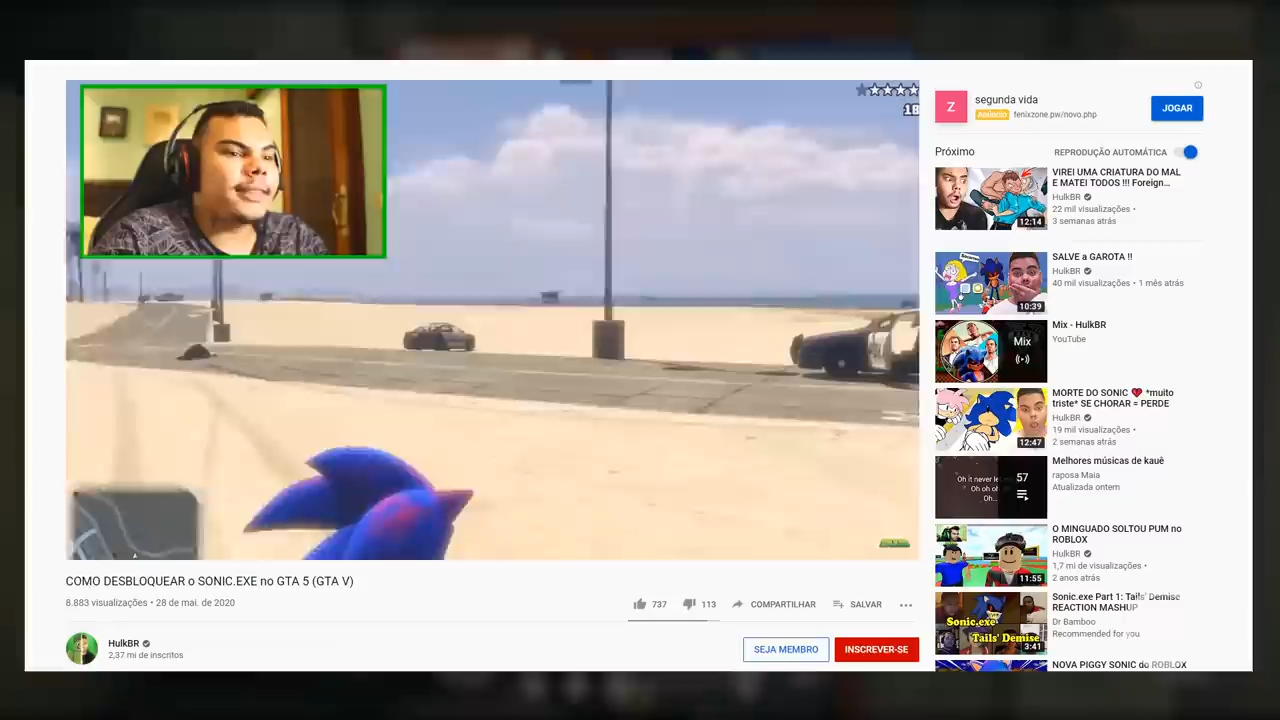 18
COMO DESBLOQUEAR o SONIC.EXE no GTA 5 (GTA V)
8.883 visualizações • 28 de mai. de 2020
737
113
COMPARTILHAR
SALVAR
HulkBR
2,37 mi de inscritos
SEJA MEMBRO
INSCREVER-SE
Z
segunda vida
Anúncio fenixzone.pw/novo.php
JOGAR
Próximo
REPRODUÇÃO AUTOMÁTICA
12:14
VIREI UMA CRIATURA DO MAL
E MATEI TODOS !!! Foreign...
HulkBR
22 mil visualizações •
3 semanas atrás
10:39
SALVE a GAROTA !!
HulkBR
40 mil visualizações • 1 mês atrás
Mix
Mix - HulkBR
YouTube
12:47
MORTE DO SONIC 💔 *muito
triste* SE CHORAR = PERDE
HulkBR
19 mil visualizações •
2 semanas atrás
57
Melhores músicas de kauê
raposa Maia
Atualizada ontem
11:55
O MINGUADO SOLTOU PUM no
ROBLOX
HulkBR
1,7 mi de visualizações •
2 anos atrás
Sonic.exe
Tails' Demise
3:41
Sonic.exe Part 1: Tails' Demise
REACTION MASHUP
Dr Bamboo
Recommended for you
NOVA PIGGY SONIC do ROBLOX